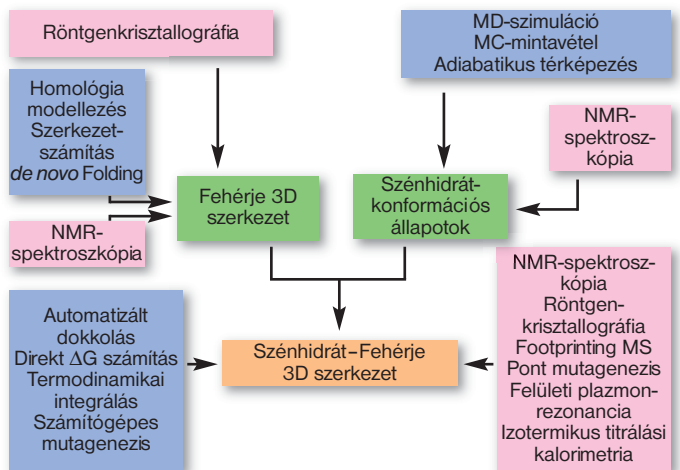 Röntgenkrisztallográfia
MD-szimuláció
MC-mintavétel
Adiabatikus térképezés
Homológia
modellezés
Szerkezet-
számítás
de novo Folding
NMR-
spektrosz-
kópia
Fehérje 3D
szerkezet
Szénhidrát-
konformációs
állapotok
NMR-
spektroszkópia
Automatizált
dokkolás
Direkt ΔG számítás
Termodinamikai
integrálás
Számítógépes
mutagenezis
Szénhidrát–Fehérje
3D szerkezet
NMR-spektrosz-
kópia
Röntgen-
krisztallográfia
Footprinting MS
Pont mutagenezis
Felületi plazmon-
rezonancia
Izotermikus titrálási
kalorimetria